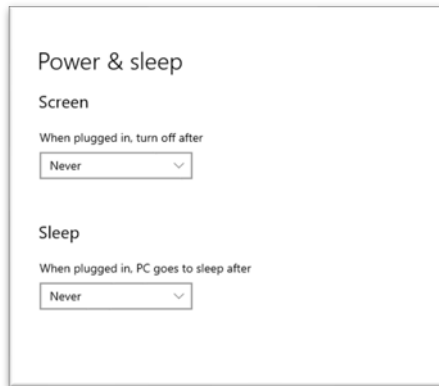 Power & sleep
Screen
When plugged in, turn off after
Never
Sleep
When plugged in, PC goes to sleep after
Never